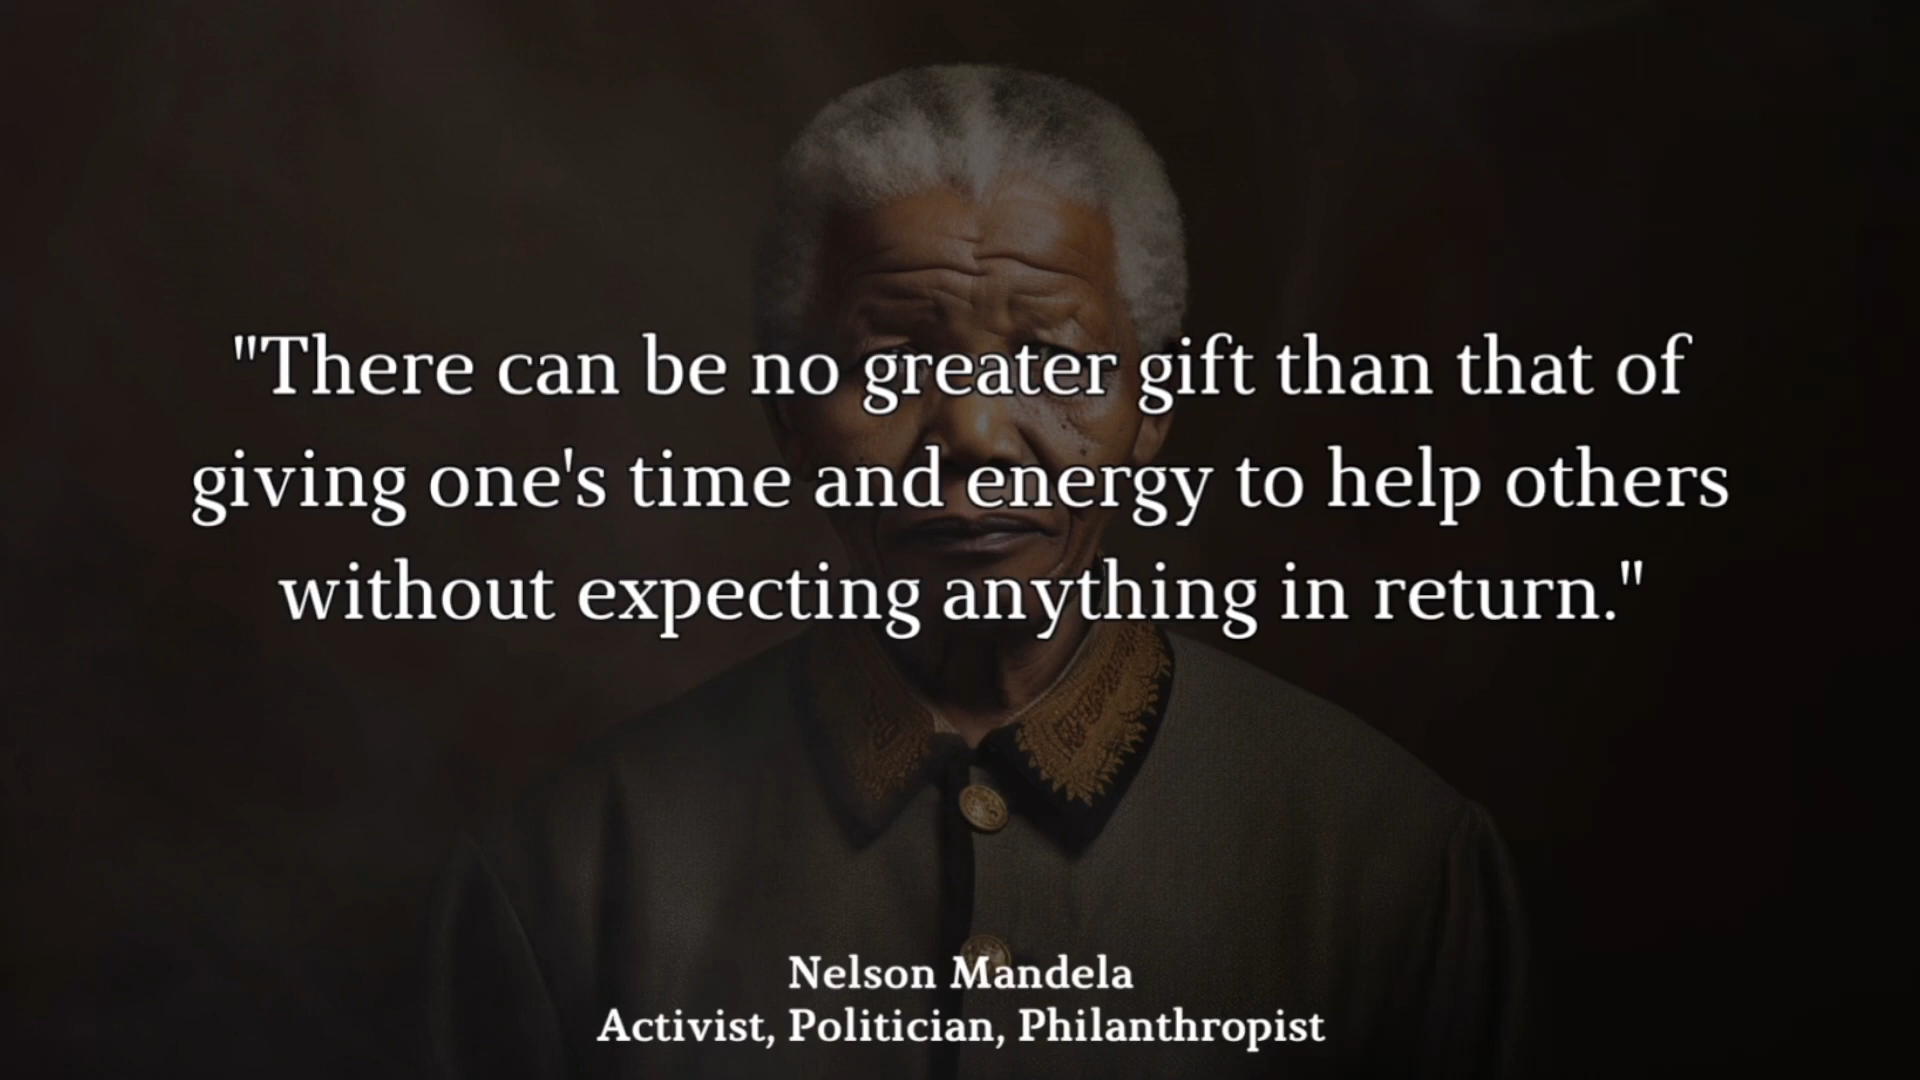 "There can be no greater gift than that of
giving one's time and energy to help others
without expecting anything in return."
Nelson Mandela
Activist, Politician, Philanthropist